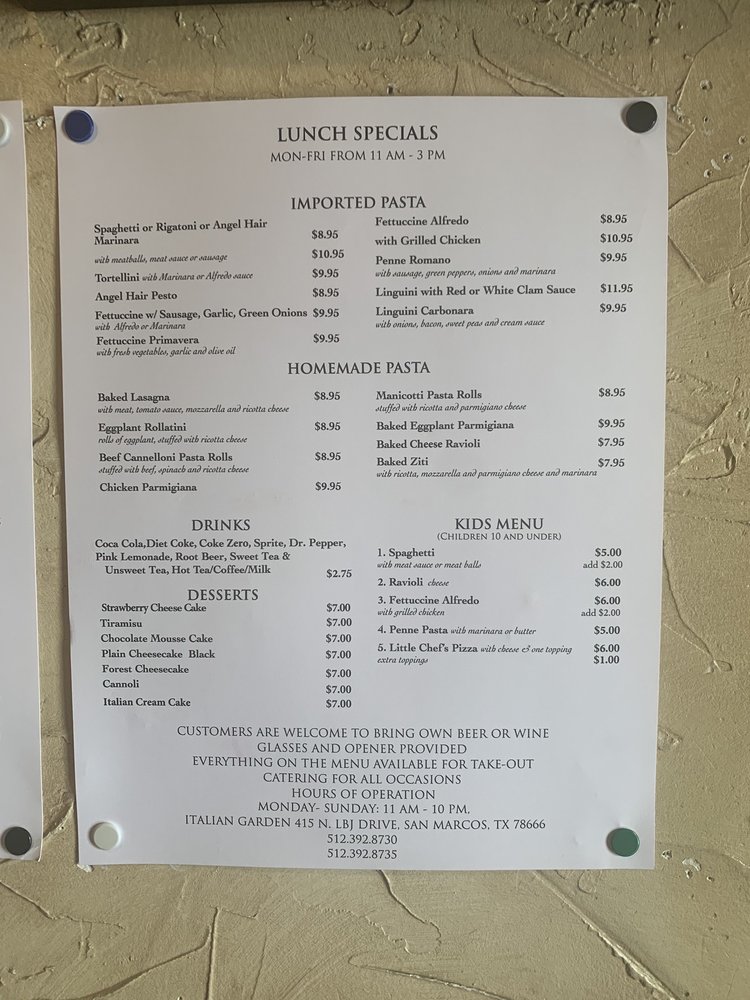 LUNCH SPECIALS
MON-FRI FROM 11 AM - 3 PM
IMPORTED PASTA
Spaghetti or Rigatoni or Angel Hair
Marinara $8.95
with meatballs, meat sauce or sausage $10.95
Tortellini with Marinara or Alfredo sauce $9.95
Angel Hair Pesto $8.95
Fettuccine w/ Sausage, Garlic, Green Onions $9.95
with Alfredo or Marinara
Fettuccine Primavera $9.95
with fresh vegetables, garlic and olive oil
Fettuccine Alfredo $8.95
with Grilled Chicken $10.95
Penne Romano $9.95
with sausage, green peppers, onions and marinara
Linguini with Red or White Clam Sauce $11.95
Linguini Carbonara $9.95
with onions, bacon, sweet peas and cream sauce
HOMEMADE PASTA
Baked Lasagna $8.95
with meat, tomato sauce, mozzarella and ricotta cheese
Eggplant Rollatini $8.95
rolls of eggplant, stuffed with ricotta cheese
Beef Cannelloni Pasta Rolls $8.95
stuffed with beef, spinach and ricotta cheese
Chicken Parmigiana $9.95
Manicotti Pasta Rolls $8.95
stuffed with ricotta and parmigiano cheese
Baked Eggplant Parmigiana $9.95
Baked Cheese Ravioli $7.95
Baked Ziti $7.95
with ricotta, mozzarella and parmigiano cheese and marinara
DRINKS
Coca Cola,Diet Coke, Coke Zero, Sprite, Dr. Pepper,
Pink Lemonade, Root Beer, Sweet Tea &
Unsweet Tea, Hot Tea/Coffee/Milk $2.75
DESSERTS
Strawberry Cheese Cake $7.00
Tiramisu $7.00
Chocolate Mousse Cake $7.00
Plain Cheesecake Black $7.00
Forest Cheesecake $7.00
Cannoli $7.00
Italian Cream Cake $7.00
KIDS MENU
(CHILDREN 10 AND UNDER)
1. Spaghetti $5.00
with meat sauce or meat balls add $2.00
2. Ravioli cheese $6.00
3. Fettuccine Alfredo $6.00
with grilled chicken add $2.00
4. Penne Pasta with marinara or butter $5.00
5. Little Chef's Pizza with cheese & one topping $6.00
extra toppings $1.00
CUSTOMERS ARE WELCOME TO BRING OWN BEER OR WINE
GLASSES AND OPENER PROVIDED
EVERYTHING ON THE MENU AVAILABLE FOR TAKE-OUT
CATERING FOR ALL OCCASIONS
HOURS OF OPERATION
MONDAY- SUNDAY: 11 AM - 10 PM,
ITALIAN GARDEN 415 N. LBJ DRIVE, SAN MARCOS, TX 78666
512.392.8730
512.392.8735